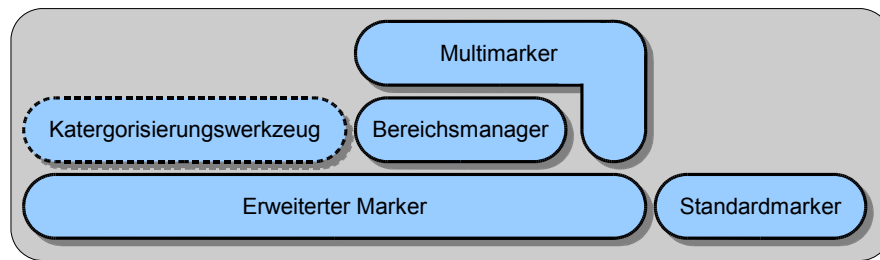 Multimarker
Katergorisierungswerkzeug
Bereichsmanager
Erweiterter Marker
Standardmarker